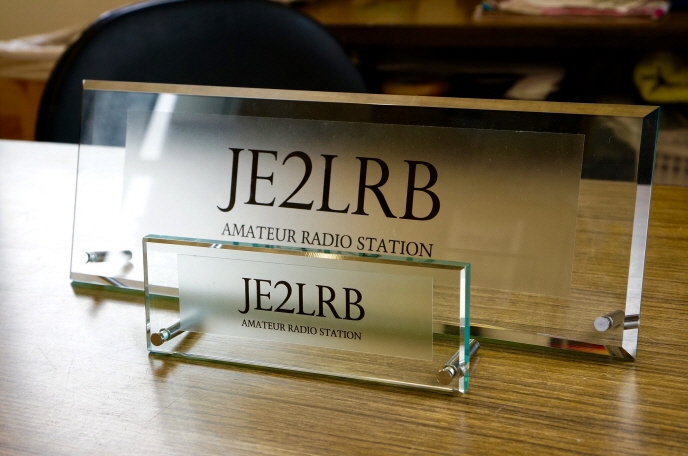 JE2LRB
AMATEUR RADIO STATION
JE2LRB
AMATEUR RADIO STATION